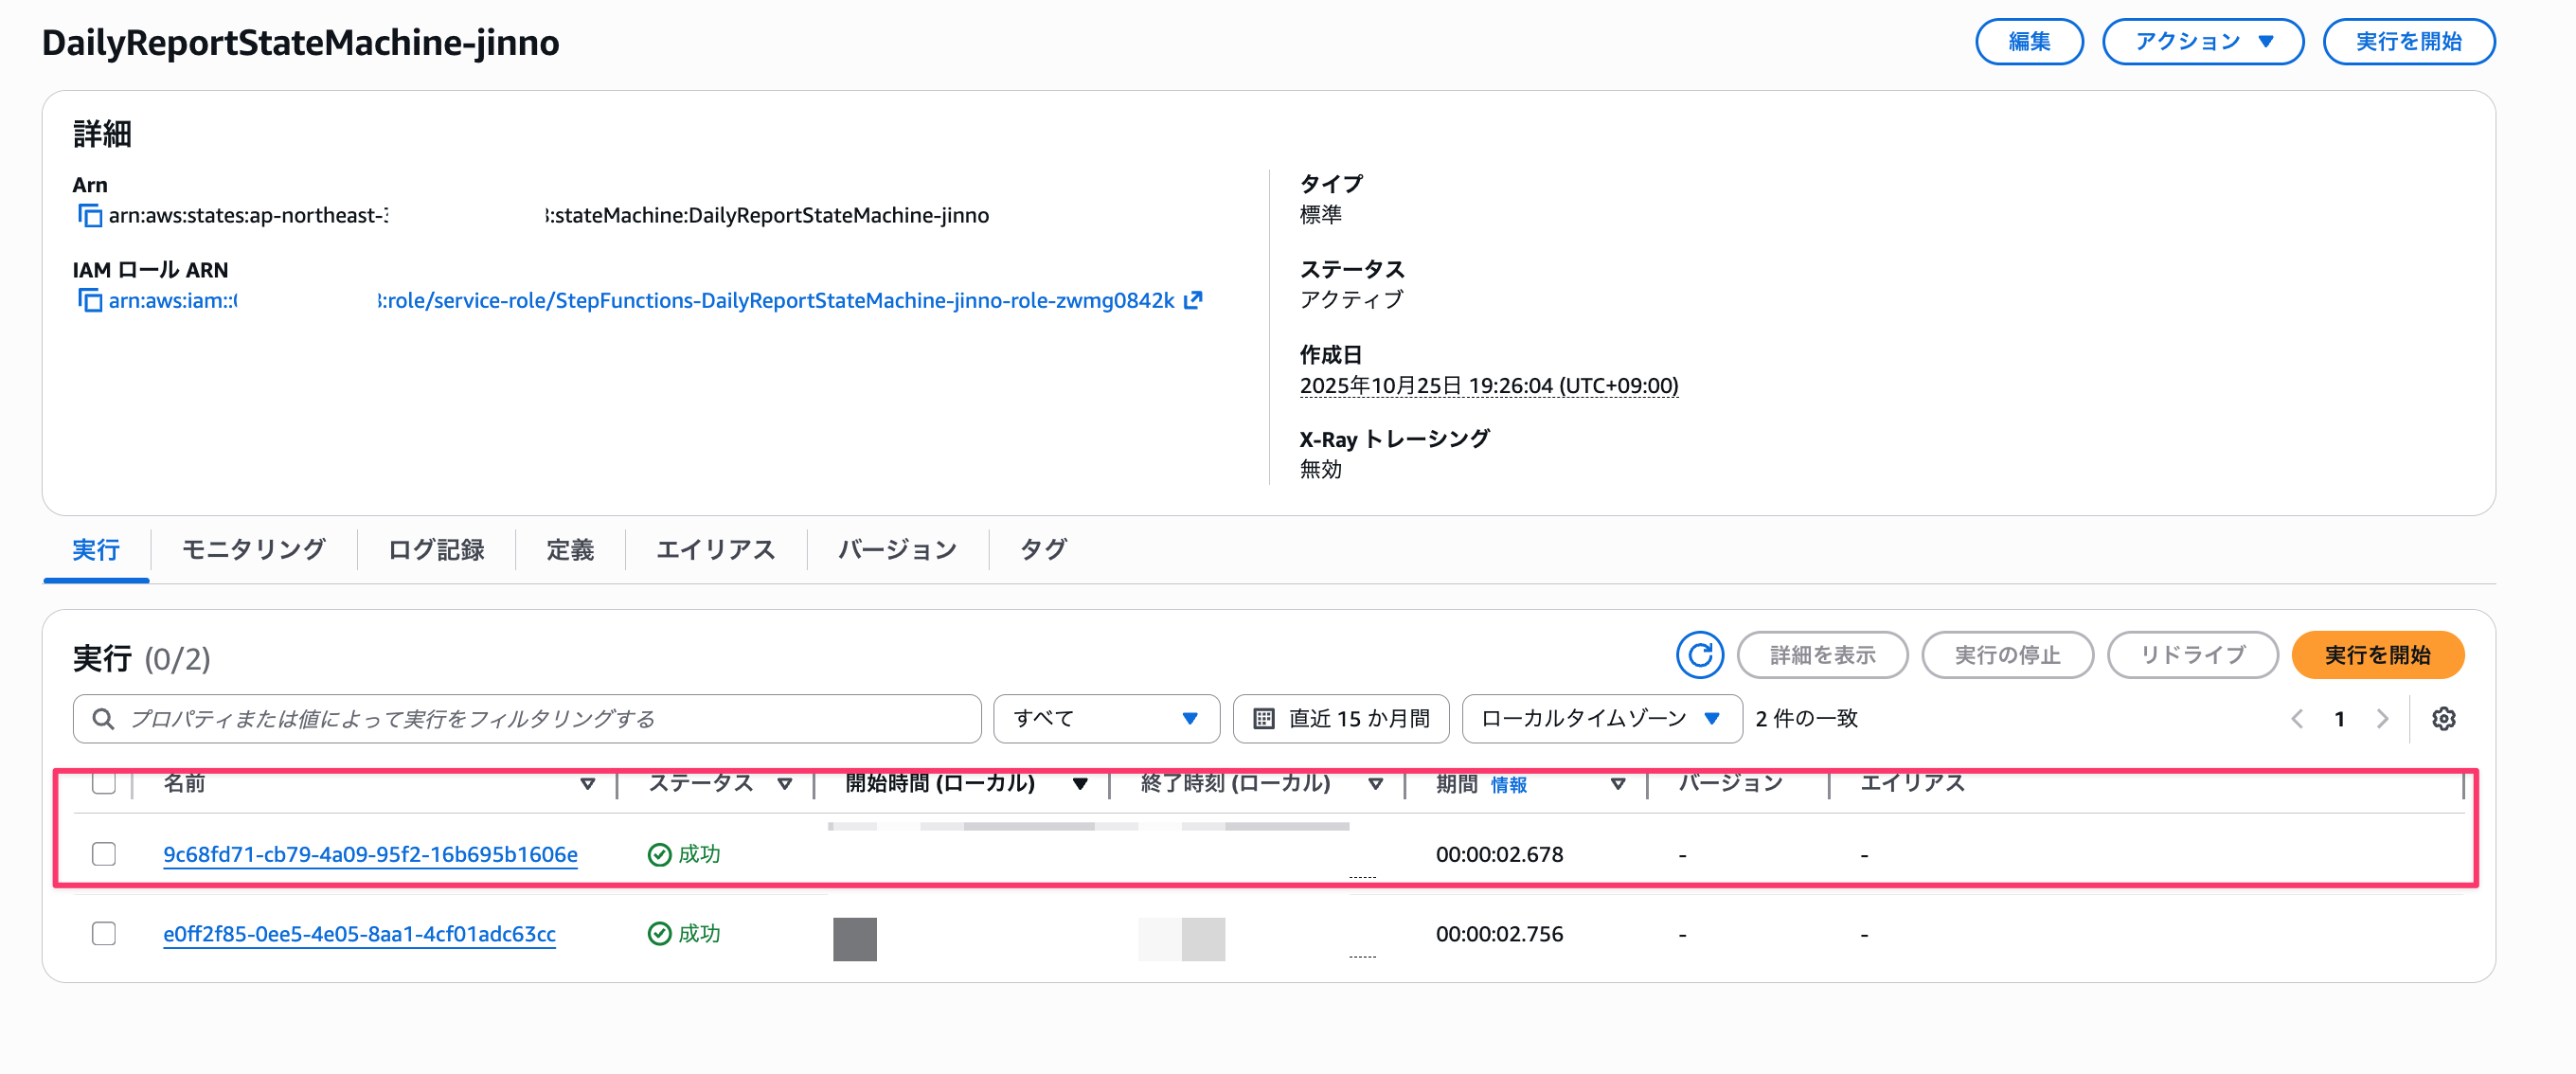 DailyReportStateMachine-jinno
編集
アクション
実行を開始
詳細
Arn
arn:aws:states:ap-northeast- :stateMachine:DailyReportStateMachine-jinno
IAM ロール ARN
arn:aws:iam:: :role/service-role/StepFunctions-DailyReportStateMachine-jinno-role-zwmg0842k
タイプ
標準
ステータス
アクティブ
作成日
2025年10月25日 19:26:04 (UTC+09:00)
X-Ray トレーシング
無効
実行 モニタリング ログ記録 定義 エイリアス バージョン タグ
実行 (0/2)
詳細を表示
実行の停止
リドライブ
実行を開始
プロパティまたは値によって実行をフィルタリングする
すべて
直近 15 か月間
ローカルタイムゾーン
2 件の一致
1
名前 ステータス 開始時間 (ローカル) 終了時刻 (ローカル) 期間 情報 バージョン エイリアス
9c68fd71-cb79-4a09-95f2-16b695b1606e 成功 00:00:02.678 - -
e0ff2f85-0ee5-4e05-8aa1-4cf01adc63cc 成功 00:00:02.756 - -